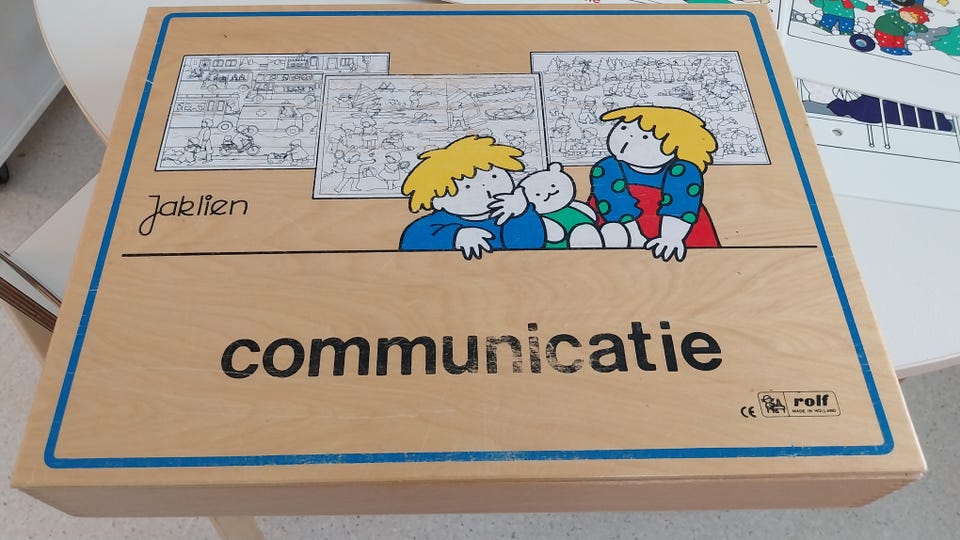 Jaklien
communicatie
CE
rolf
MADE IN HOLLAND